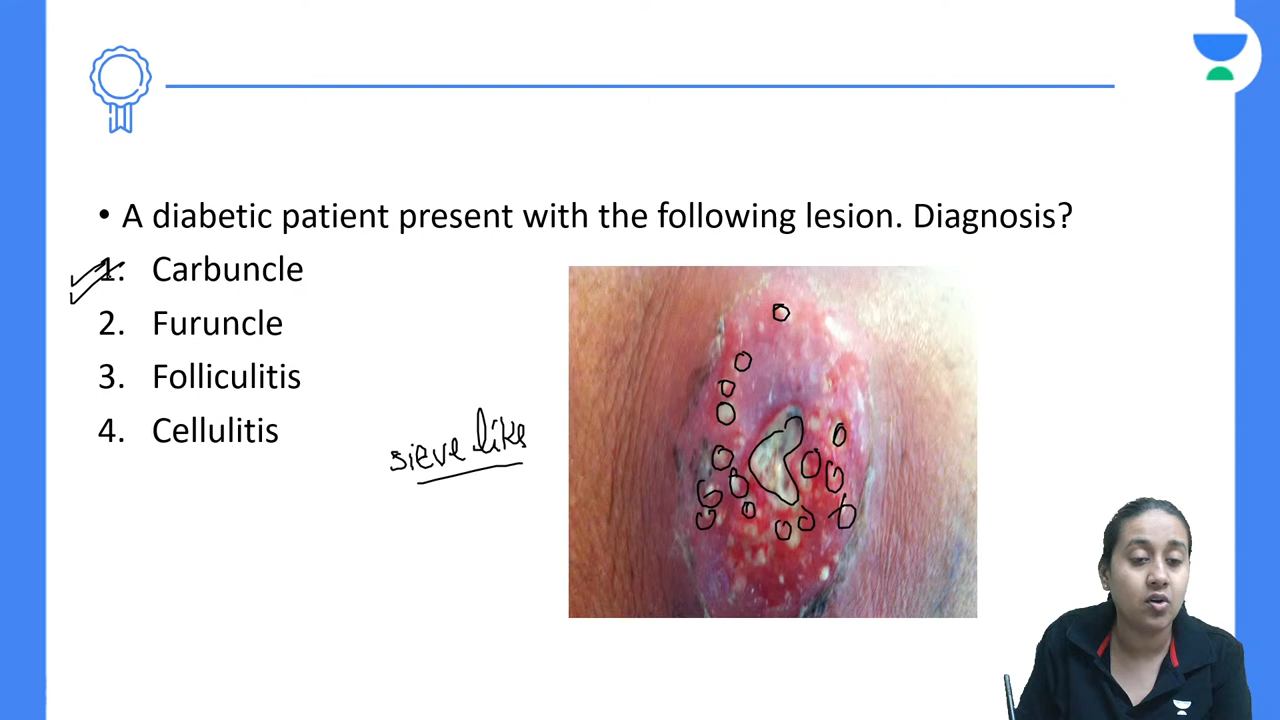 • A diabetic patient present with the following lesion. Diagnosis?
1. Carbuncle
2. Furuncle
3. Folliculitis
4. Cellulitis
sieve like